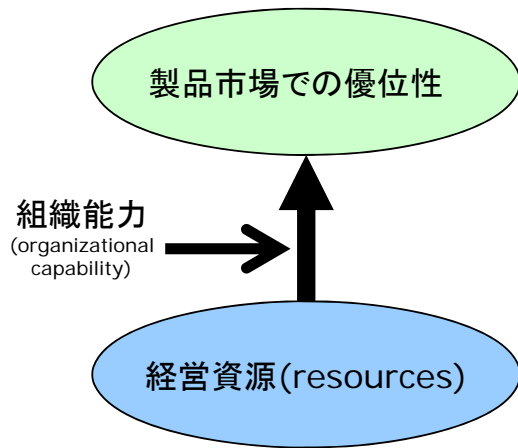 製品市場での優位性
組織能力
(organizational
capability)
経営資源(resources)